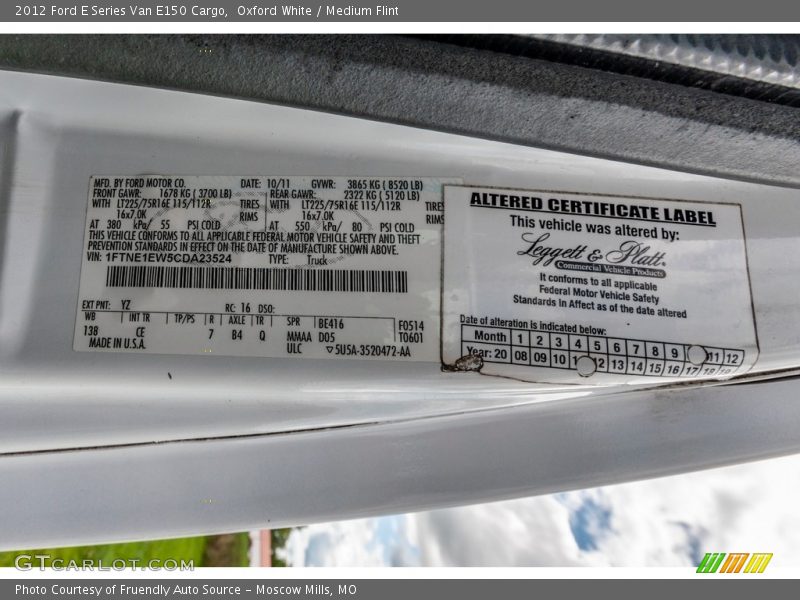 2012 Ford E Series Van E150 Cargo,  Oxford White / Medium Flint
MFD. BY FORD MOTOR CO.
DATE: 10/11 GVWR: 3865 KG ( 8520 LB)
FRONT GAWR: 1678 KG ( 3700 LB) REAR GAWR: 2322 KG ( 5120 LB)
WITH LT225/75R16E 115/112R TIRES WITH LT225/75R16E 115/112R TIRES
16x7.0K RIMS 16x7.0K RIMS
AT 380 kPa/ 55 PSI COLD AT 550 kPa/ 80 PSI COLD
THIS VEHICLE CONFORMS TO ALL APPLICABLE FEDERAL MOTOR VEHICLE SAFETY AND THEFT
PREVENTION STANDARDS IN EFFECT ON THE DATE OF MANUFACTURE SHOWN ABOVE.
VIN: 1FTNE1EW5CDA23524 TYPE: Truck
EXT PNT: YZ RC: 16 DSO:
WB INT TR TP/PS R AXLE TR SPR BE416 F0514
138 CE 7 B4 Q MMAA D05 T0601
MADE IN U.S.A. ULC ▽5U5A-3520472-AA
ALTERED CERTIFICATE LABEL
This vehicle was altered by:
Leggett & Platt.
Commercial Vehicle Products
It conforms to all applicable
Federal Motor Vehicle Safety
Standards In Affect as of the date altered
Date of alteration is indicated below:
Month 1 2 3 4 5 6 7 8 9 11 12
Year: 20 08 09 10 2 13 14 15 16 17 18 19
GTCARLOT.COM
Photo Courtesy of Fruendly Auto Source – Moscow Mills, MO